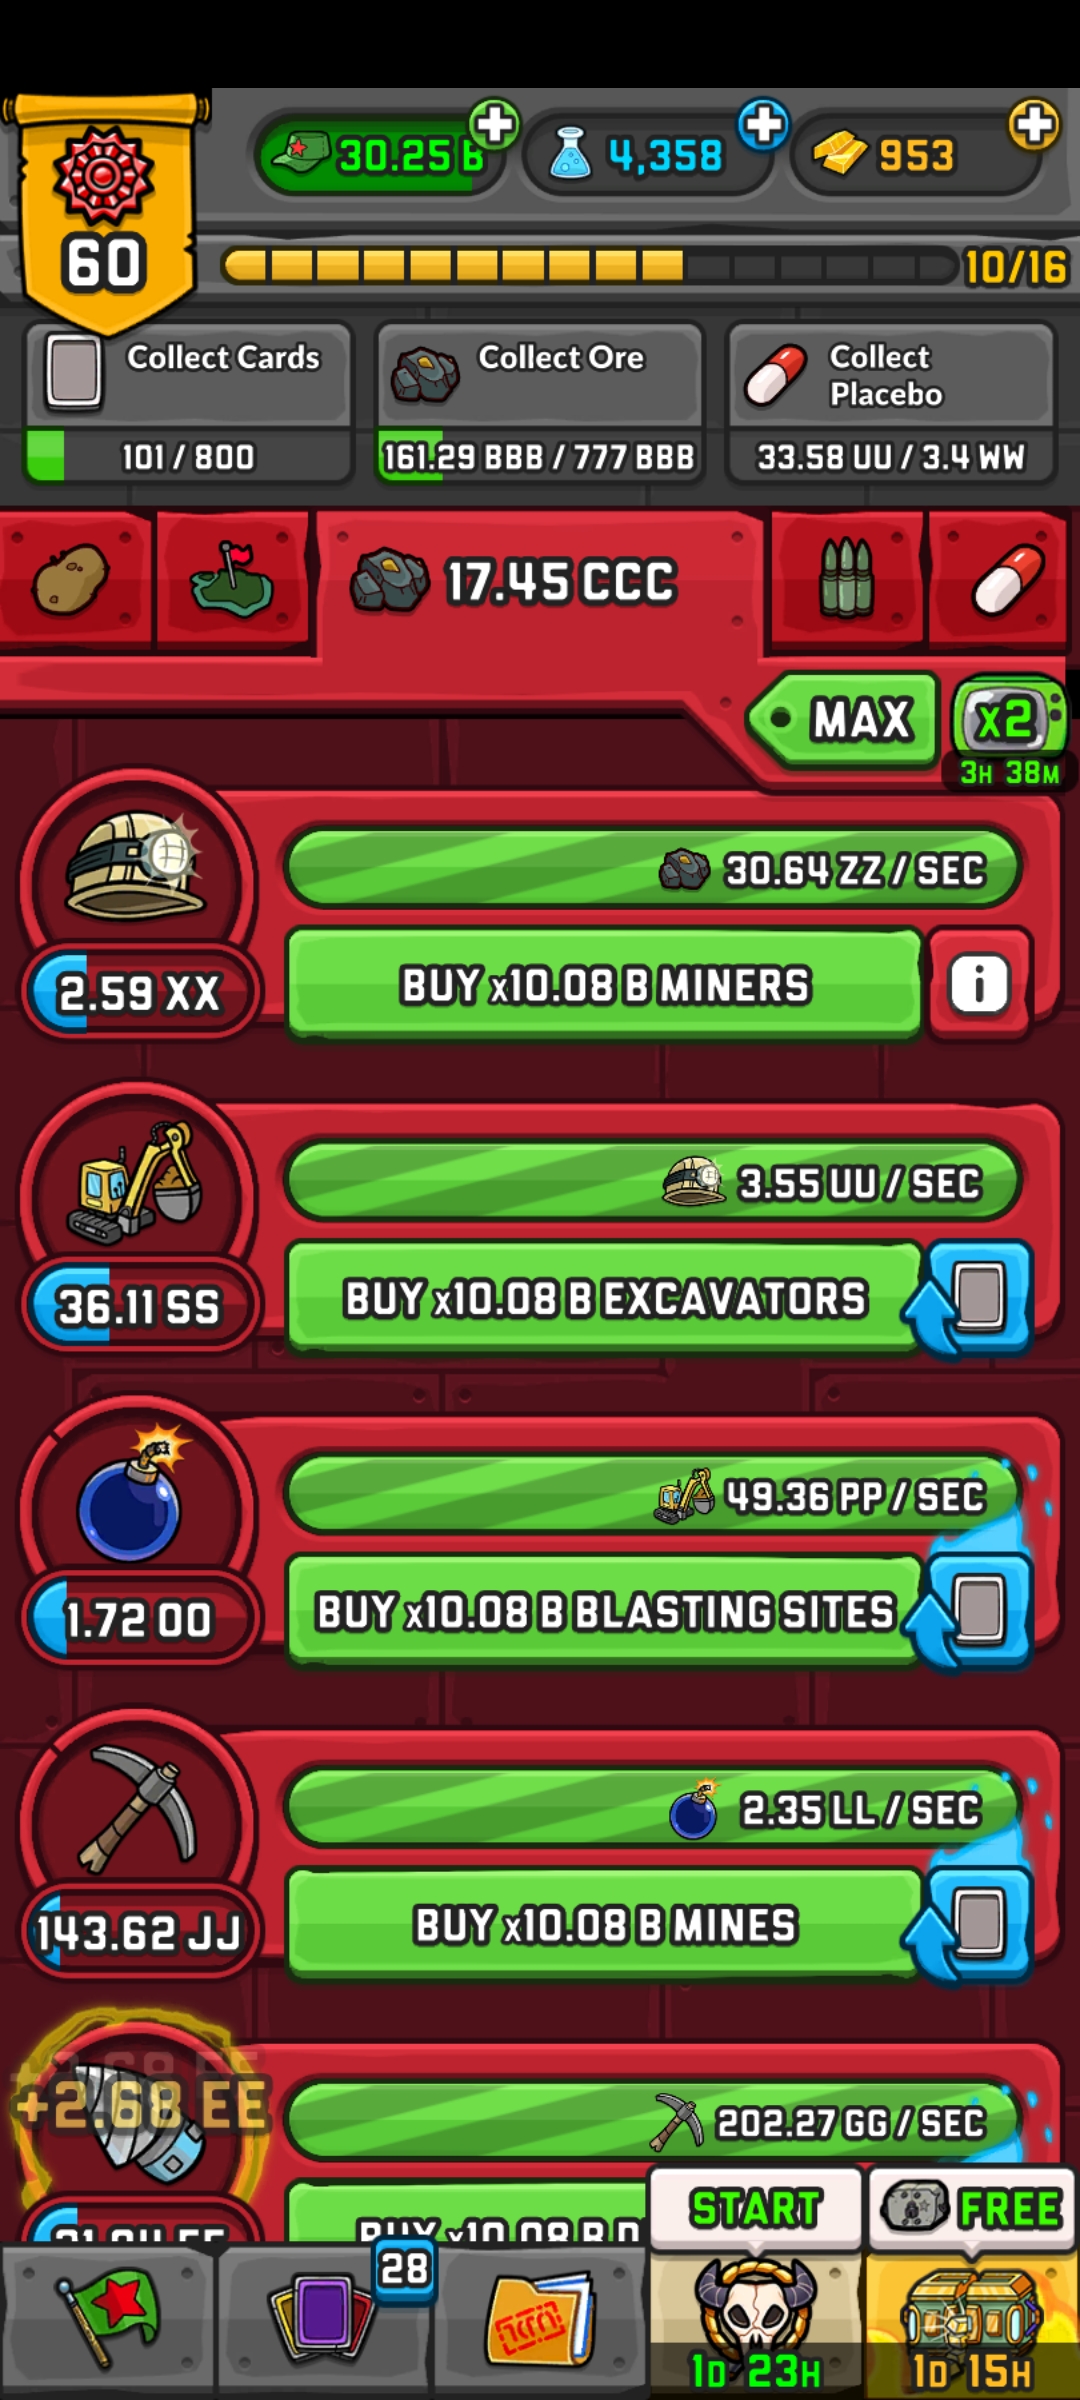 30.25 B
4,358
953
60
10/16
Collect Cards
101 / 800
Collect Ore
161.29 BBB / 777 BBB
Collect
Placebo
33.58 UU / 3.4 WW
17.45 CCC
MAX
x2
3H 38M
30.64 ZZ / SEC
2.59 XX
BUY x10.08 B MINERS
i
3.55 UU / SEC
36.11 SS
BUY x10.08 B EXCAVATORS
49.36 PP / SEC
1.72 OO
BUY x10.08 B BLASTING SITES
2.35 LL / SEC
143.62 JJ
BUY x10.08 B MINES
+2.68 EE
202.27 GG / SEC
BUY x10.08 B
START
FREE
28
1D 23H
1D 15H